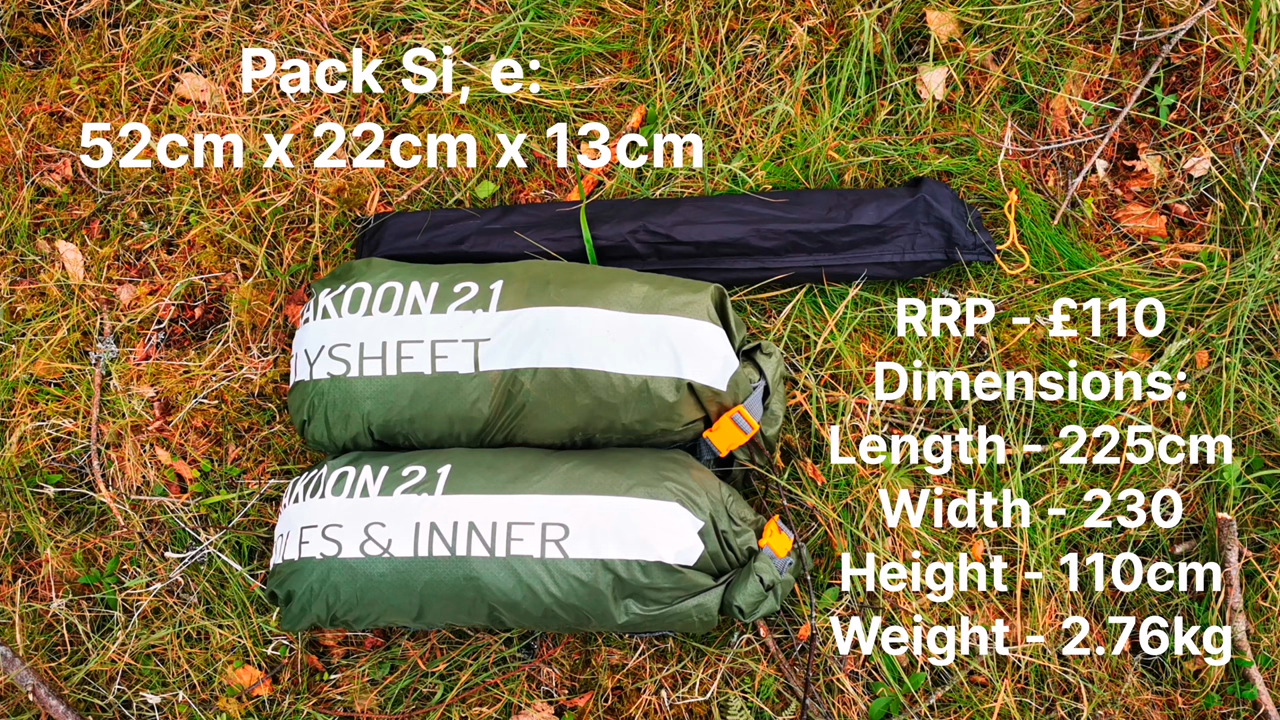 Pack Si, e:
52cm x 22cm x 13cm
AKOON 2.1
LYSHEET
AKOON 2.1
OLES & INNER
RRP - £110
Dimensions:
Length - 225cm
Width - 230
Height - 110cm
Weight - 2.76kg